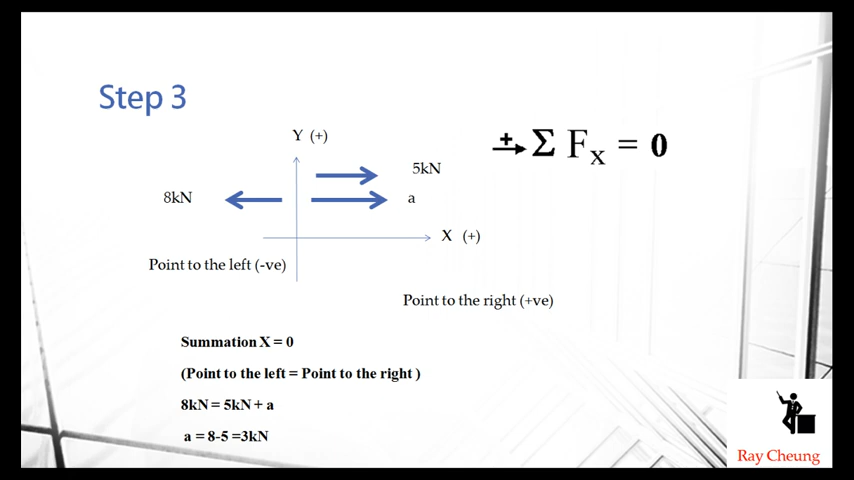 Step 3
Y (+)
+ Σ Fx = 0
5kN
8kN
a
X (+)
Point to the left (-ve)
Point to the right (+ve)
Summation X = 0
(Point to the left = Point to the right )
8kN = 5kN + a
a = 8-5 =3kN
Ray Cheung